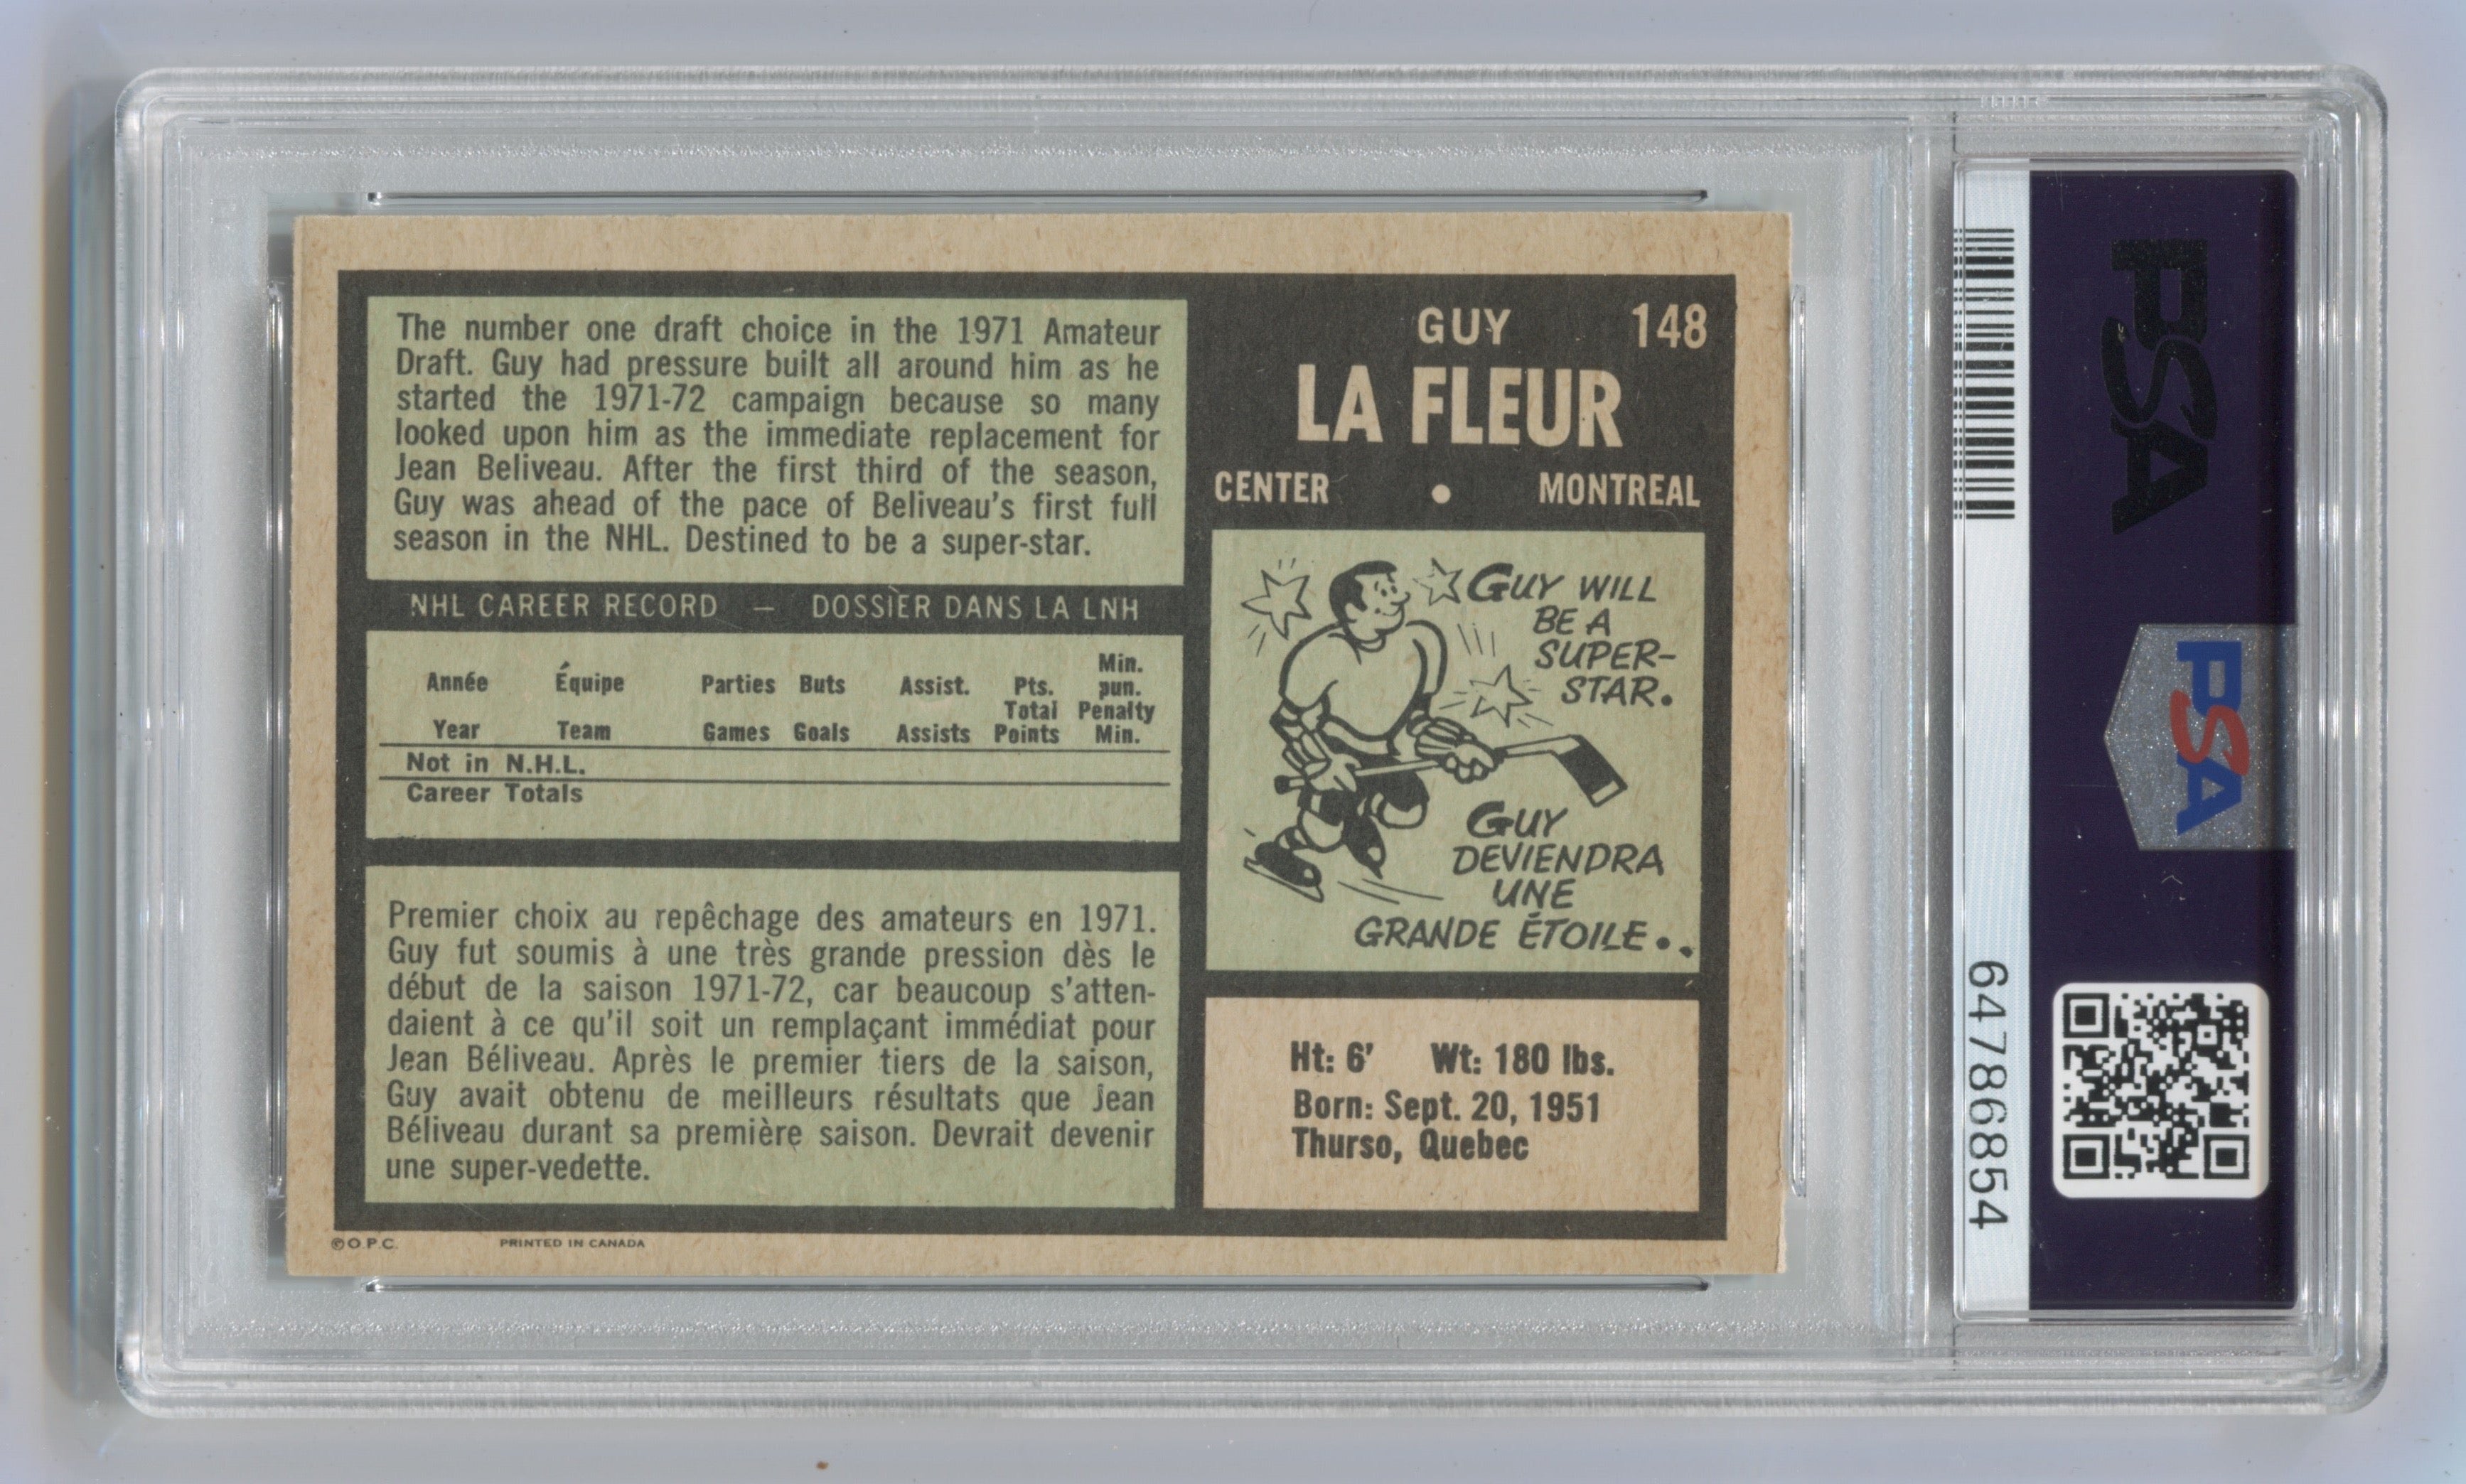 The number one draft choice in the 1971 Amateur
Draft. Guy had pressure built all around him as he
started the 1971-72 campaign because so many
looked upon him as the immediate replacement for
Jean Beliveau. After the first third of the season,
Guy was ahead of the pace of Beliveau's first full
season in the NHL. Destined to be a super-star.
NHL CAREER RECORD — DOSSIER DANS LA LNH
Année Équipe Parties Buts Assist. Pts. Min. pun.
Year Team Games Goals Assists Total Points Penalty Min.
Not in N.H.L.
Career Totals
Premier choix au repêchage des amateurs en 1971.
Guy fut soumis à une très grande pression dès le
début de la saison 1971-72, car beaucoup s'atten-
daient à ce qu'il soit un remplaçant immédiat pour
Jean Béliveau. Après le premier tiers de la saison,
Guy avait obtenu de meilleurs résultats que Jean
Béliveau durant sa première saison. Devrait devenir
une super-vedette.
©O.P.C. PRINTED IN CANADA
GUY 148
LA FLEUR
CENTER • MONTREAL
GUY WILL
BE A
SUPER-
STAR.
GUY
DEVIENDRA
UNE
GRANDE ÉTOILE..
Ht: 6' Wt: 180 lbs.
Born: Sept. 20, 1951
Thurso, Quebec
PSA
PSA
64786854